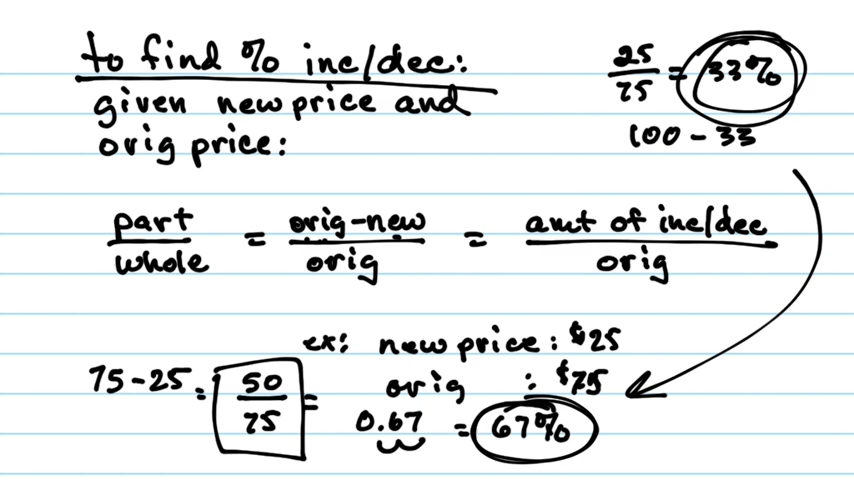 to find % inc/dec:
given new price and
orig price:
25/75 = 33%
100 - 33
part/whole = orig-new/orig = amt of inc/dec/orig
ex: new price: $25
orig : $75
75-25 = 50/75 = 0.67 = 67%